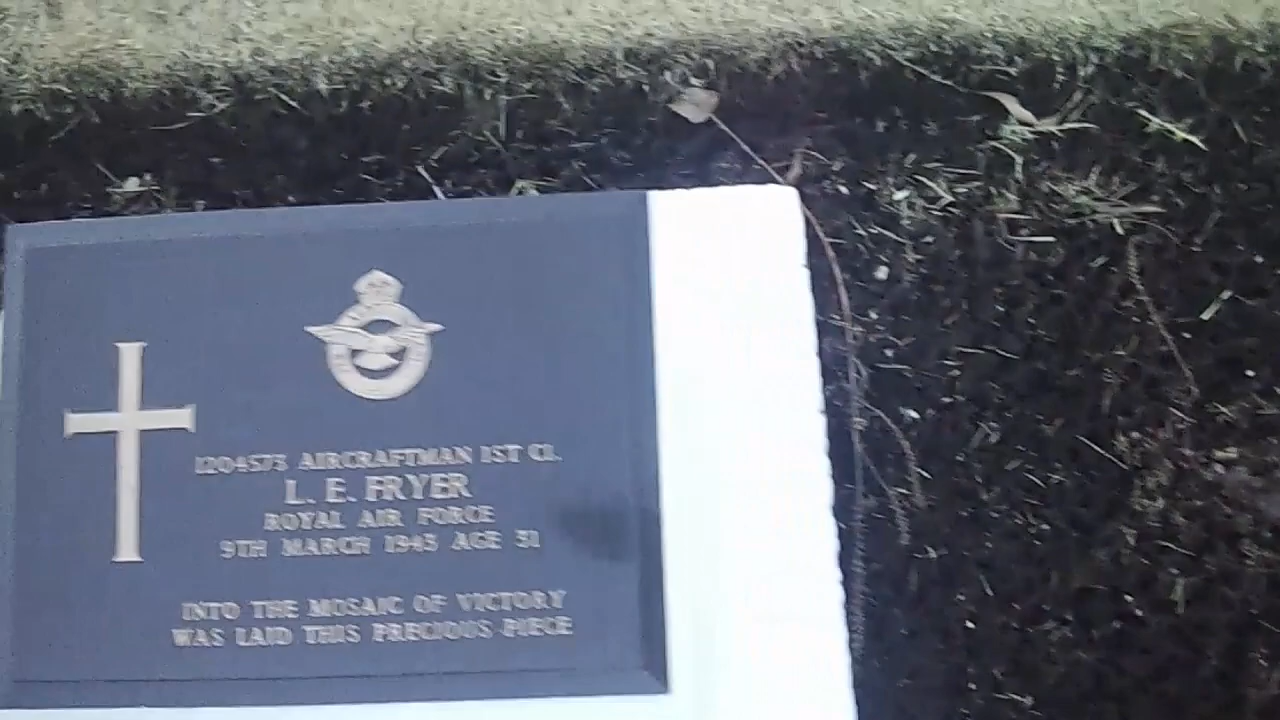 1204573 AIRCRAFTMAN 1ST CL.
L. E. FRYER
ROYAL AIR FORCE
9TH MARCH 1945 AGE 31
INTO THE MOSAIC OF VICTORY
WAS LAID THIS PRECIOUS PIECE